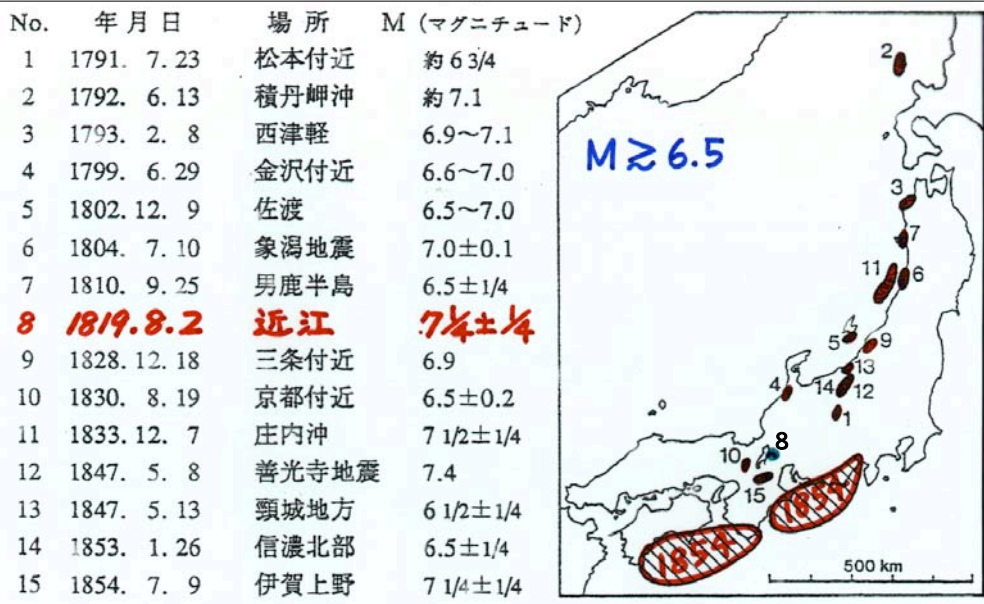 No. 年月日 場所 M (マグニチュード)
1 1791. 7.23 松本付近 約 6 3/4
2 1792. 6.13 積丹岬沖 約 7.1
3 1793. 2. 8 西津軽 6.9～7.1
4 1799. 6.29 金沢付近 6.6～7.0
5 1802.12. 9 佐渡 6.5～7.0
6 1804. 7.10 象潟地震 7.0±0.1
7 1810. 9.25 男鹿半島 6.5±1/4
8 1819.8.2 近江 7¼±¼
9 1828.12.18 三条付近 6.9
10 1830. 8.19 京都付近 6.5±0.2
11 1833.12. 7 庄内沖 7 1/2±1/4
12 1847. 5. 8 善光寺地震 7.4
13 1847. 5.13 頸城地方 6 1/2±1/4
14 1853. 1.26 信濃北部 6.5±1/4
15 1854. 7. 9 伊賀上野 7 1/4±1/4
M≳6.5
2
3
7
11
6
5
9
13
4
14 12
1
8
10
15
1854
1854
500 km